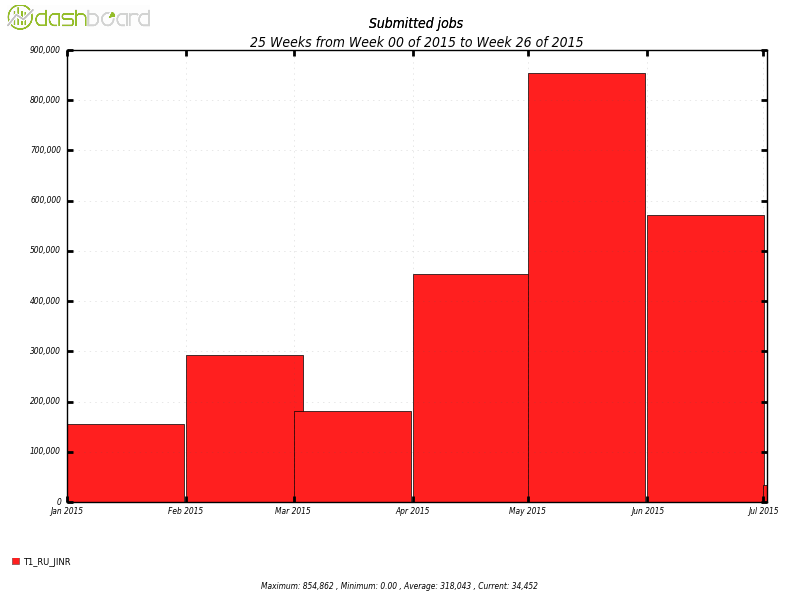 dashboard
Submitted jobs
25 Weeks from Week 00 of 2015 to Week 26 of 2015
900,000
800,000
700,000
600,000
500,000
400,000
300,000
200,000
100,000
0
Jan 2015 Feb 2015 Mar 2015 Apr 2015 May 2015 Jun 2015 Jul 2015
T1_RU_JINR
Maximum: 854,862 , Minimum: 0.00 , Average: 318,043 , Current: 34,452